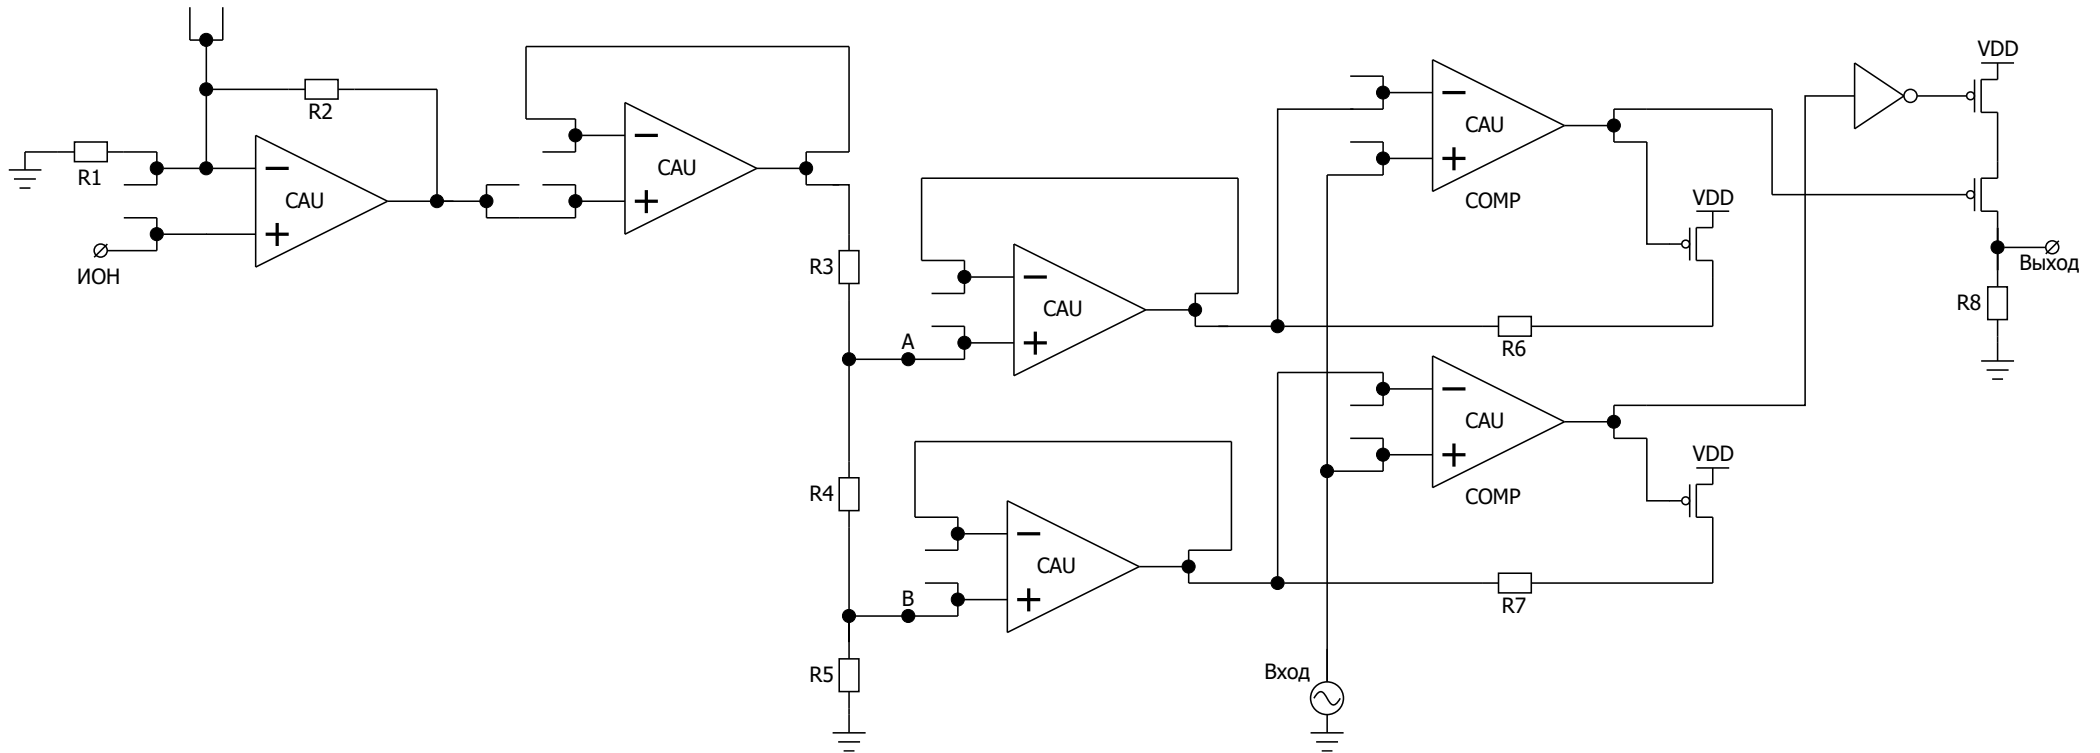 R1
R2
CAU
ИОН
CAU
R3
A
CAU
R4
B
CAU
R5
CAU
COMP
VDD
R6
CAU
COMP
VDD
R7
Вход
VDD
Выход
R8